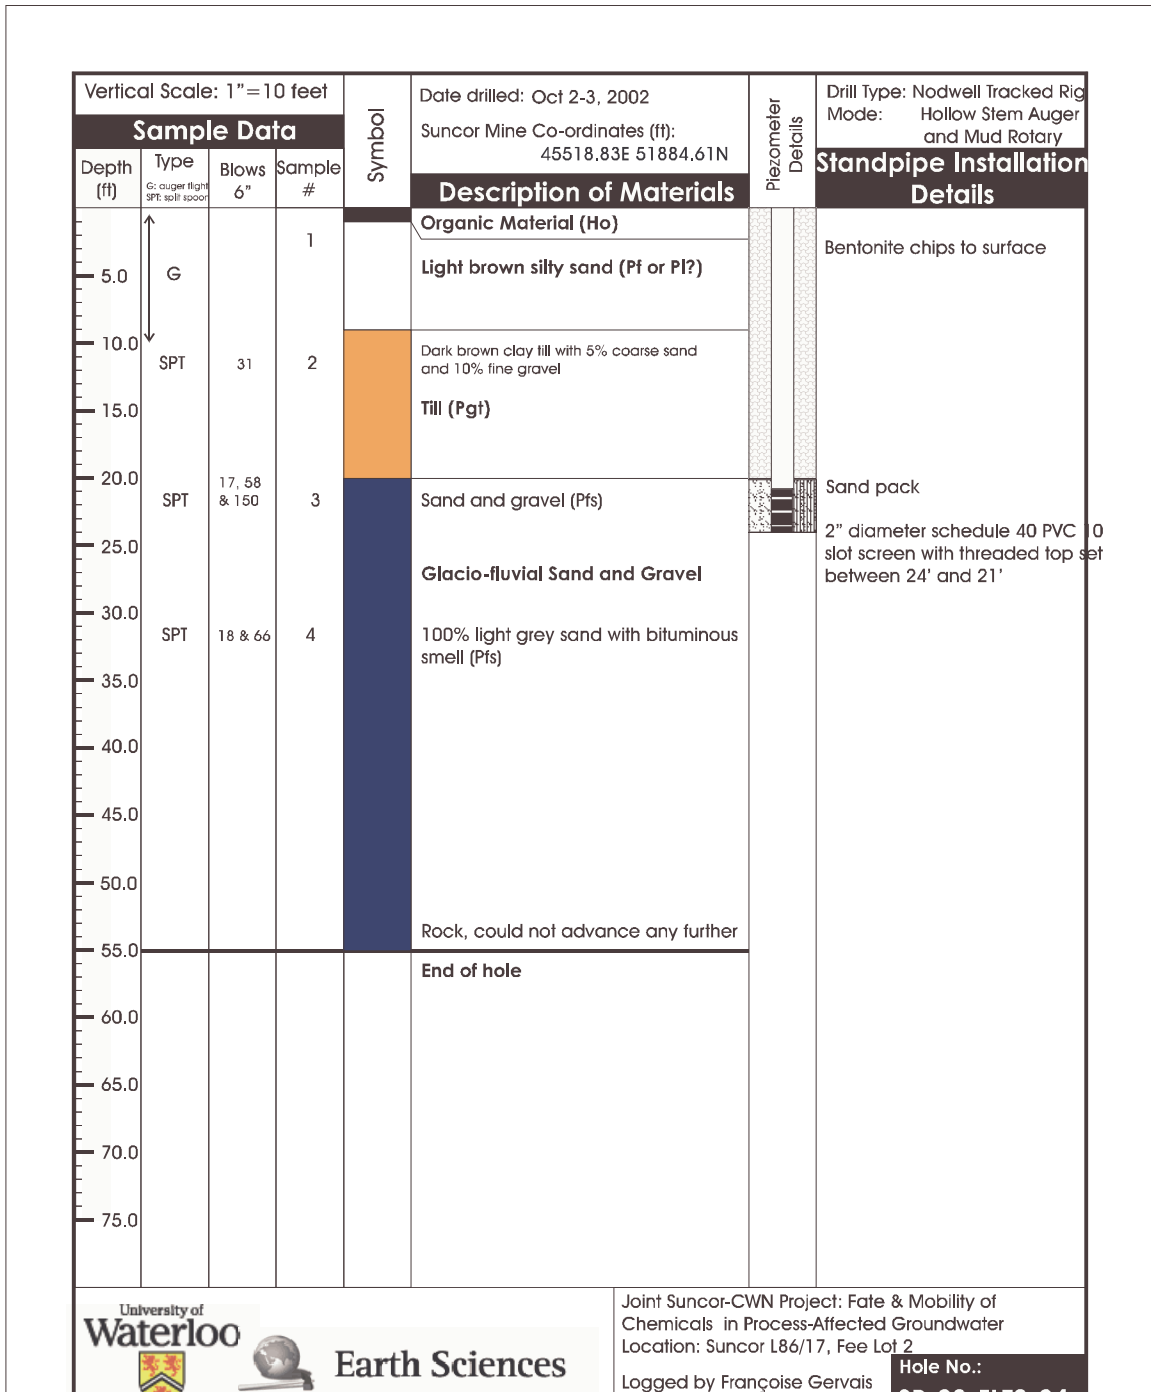 Vertical Scale: 1"=10 feet
Sample Data
Depth (ft)
Type
G: auger flight
SPT: split spoon
Blows 6"
Sample #
Symbol
Date drilled: Oct 2-3, 2002
Suncor Mine Co-ordinates (ft):
45518.83E 51884.61N
Description of Materials
Piezometer Details
Drill Type: Nodwell Tracked Rig
Mode: Hollow Stem Auger
and Mud Rotary
Standpipe Installation
Details
Organic Material (Ho)
1
Bentonite chips to surface
Light brown silty sand (Pf or Pl?)
5.0 G
10.0
Dark brown clay till with 5% coarse sand
and 10% fine gravel
SPT 31 2
15.0
Till (Pgt)
20.0
17, 58
& 150
SPT 3
Sand and gravel (Pfs)
Sand pack
2" diameter schedule 40 PVC 10
slot screen with threaded top set
between 24' and 21'
25.0
Glacio-fluvial Sand and Gravel
30.0
SPT 18 & 66 4
100% light grey sand with bituminous
smell (Pfs)
35.0
40.0
45.0
50.0
Rock, could not advance any further
55.0
End of hole
60.0
65.0
70.0
75.0
University of
Waterloo
Earth Sciences
Joint Suncor-CWN Project: Fate & Mobility of
Chemicals in Process-Affected Groundwater
Location: Suncor L86/17, Fee Lot 2
Logged by Françoise Gervais
Hole No.: